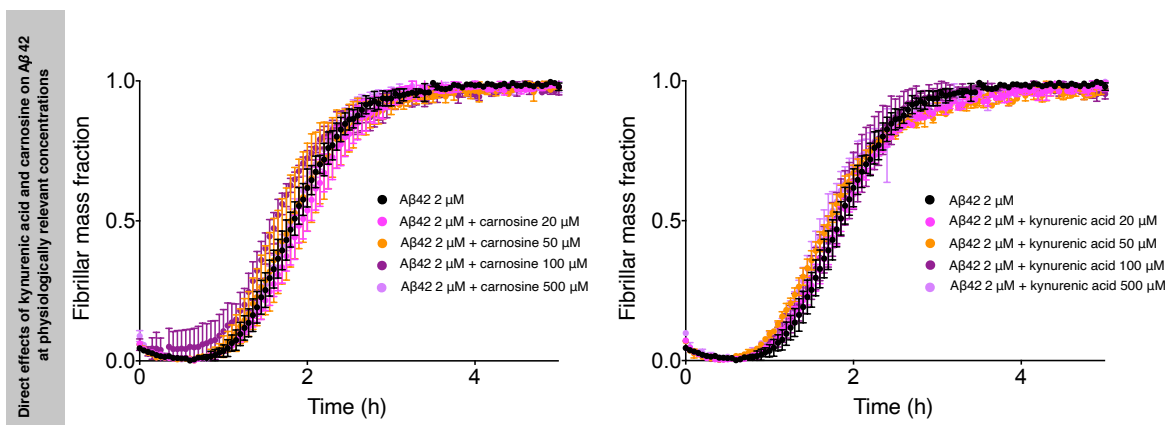 Direct effects of kynurenic acid and carnosine on Aβ42
at physiologically relevant concentrations
Fibrillar mass fraction
1.0
0.5
0.0
0
2
4
Time (h)
Aβ42 2 μM
Aβ42 2 μM + carnosine 20 μM
Aβ42 2 μM + carnosine 50 μM
Aβ42 2 μM + carnosine 100 μM
Aβ42 2 μM + carnosine 500 μM
Fibrillar mass fraction
1.0
0.5
0.0
0
2
4
Time (h)
Aβ42 2 μM
Aβ42 2 μM + kynurenic acid 20 μM
Aβ42 2 μM + kynurenic acid 50 μM
Aβ42 2 μM + kynurenic acid 100 μM
Aβ42 2 μM + kynurenic acid 500 μM